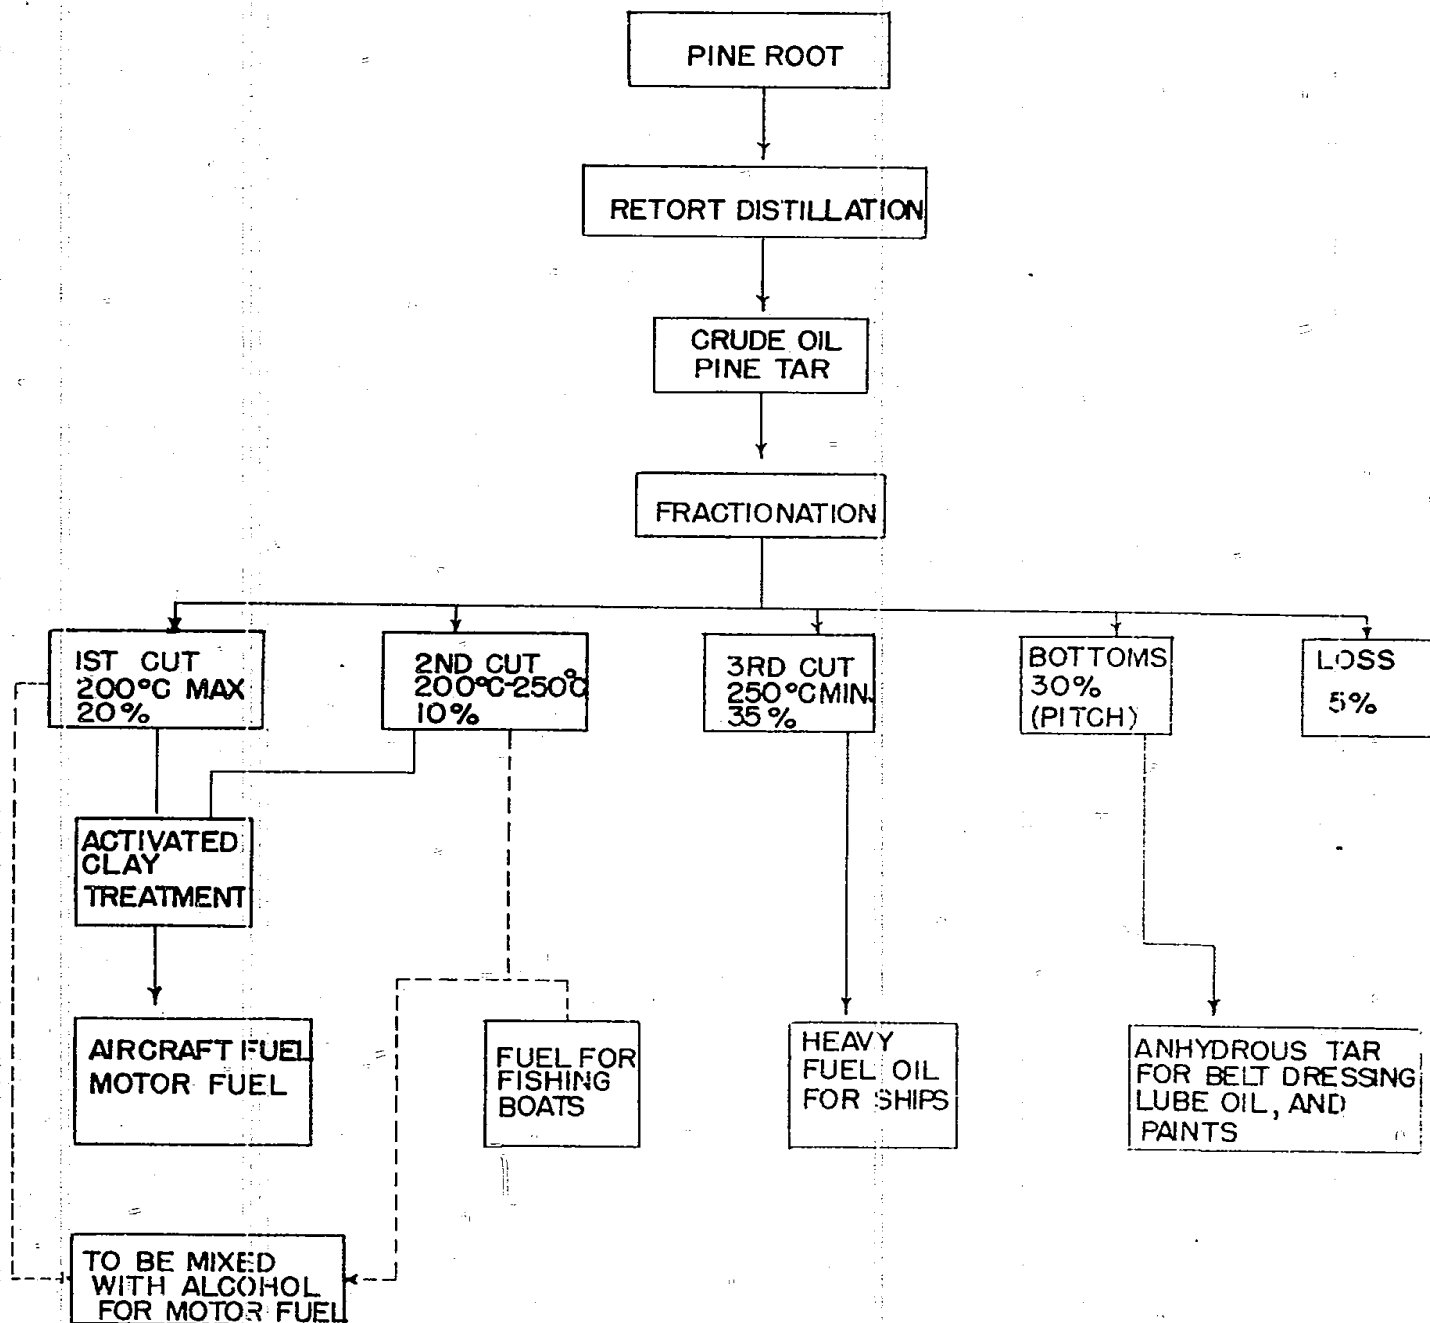 PINE ROOT
RETORT DISTILLATION
CRUDE OIL
PINE TAR
FRACTIONATION
1ST CUT
200°C MAX
20%
2ND CUT
200°C-250°C
10%
3RD CUT
250°C MIN.
35%
BOTTOMS
30%
(PITCH)
LOSS
5%
ACTIVATED
CLAY
TREATMENT
AIRCRAFT FUEL
MOTOR FUEL
FUEL FOR
FISHING
BOATS
HEAVY
FUEL OIL
FOR SHIPS
ANHYDROUS TAR
FOR BELT DRESSING
LUBE OIL, AND
PAINTS
TO BE MIXED
WITH ALCOHOL
FOR MOTOR FUEL